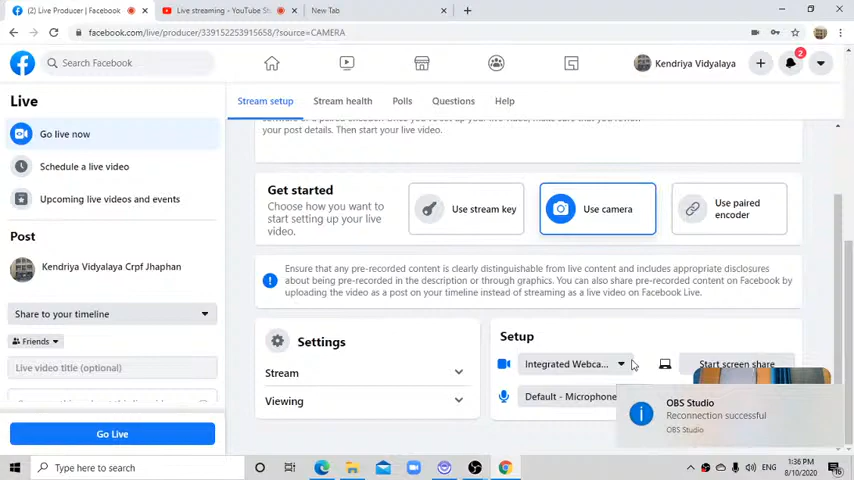 (2) Live Producer | Facebook
Live streaming - YouTube St
New Tab
facebook.com/live/producer/339152253915658/?source=CAMERA
Search Facebook
Kendriya Vidyalaya
2
Live
Go live now
Schedule a live video
Upcoming live videos and events
Post
Kendriya Vidyalaya Crpf Jhaphan
Share to your timeline
Friends
Live video title (optional)
Go Live
Stream setup
Stream health
Polls
Questions
Help
your post details. Then start your live video.
Get started
Choose how you want to
start setting up your live
video.
Use stream key
Use camera
Use paired
encoder
Ensure that any pre-recorded content is clearly distinguishable from live content and includes appropriate disclosures
about being pre-recorded in the description or through graphics. You can also share pre-recorded content on Facebook by
uploading the video as a post on your timeline instead of streaming as a live video on Facebook Live.
Settings
Stream
Viewing
Setup
Integrated Webca...
Start screen share
Default - Microphone
OBS Studio
Reconnection successful
OBS Studio
Type here to search
ENG
1:36 PM
8/10/2020
16